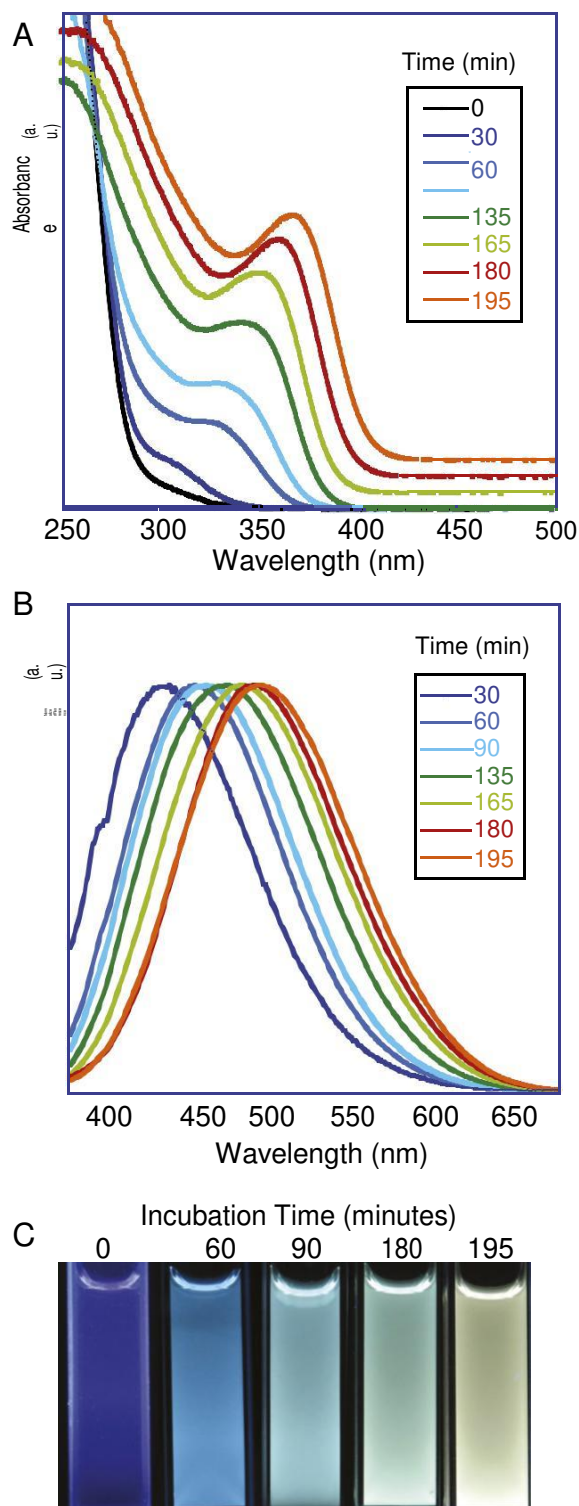 A
Time (min)
0
30
60
135
165
180
195
Absorbanc
e
(a.
u.)
250 300 350 400 450 500
Wavelength (nm)
B
Time (min)
30
60
90
135
165
180
195
(a.
u.)
400 450 500 550 600 650
Wavelength (nm)
C
Incubation Time (minutes)
0 60 90 180 195